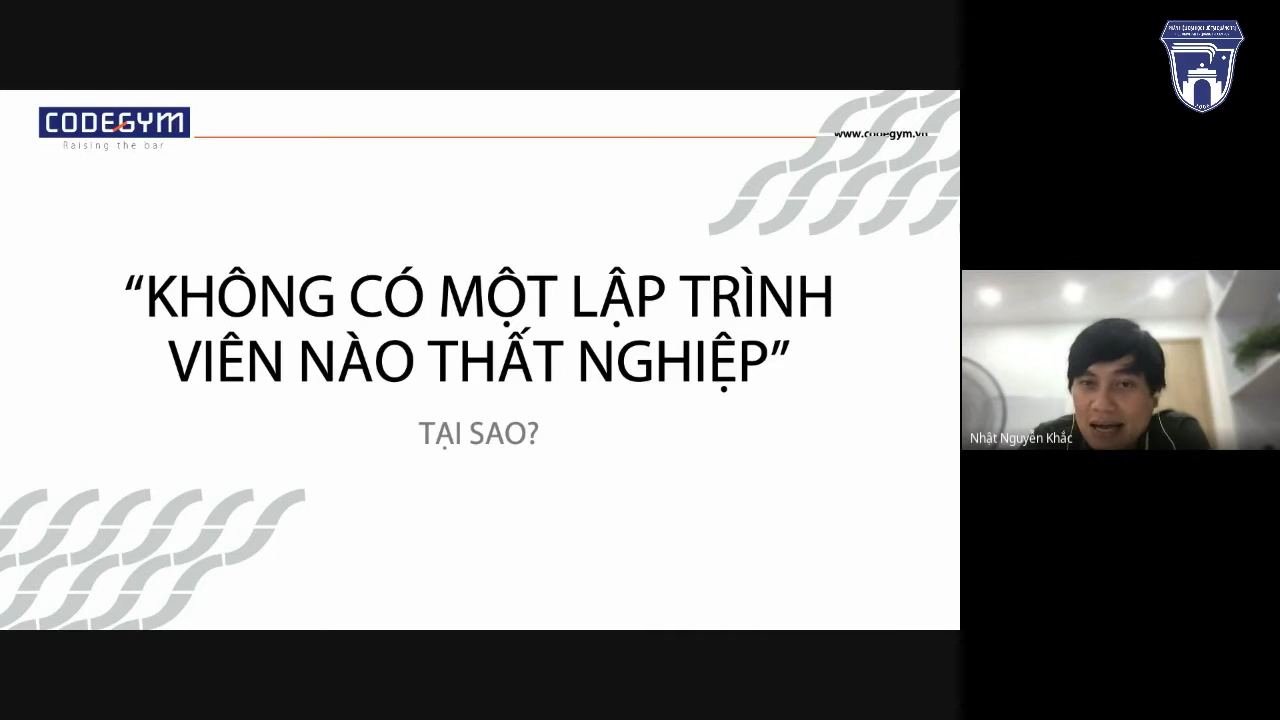 CODEGYM
Raising the bar
www.codegym.vn
“KHÔNG CÓ MỘT LẬP TRÌNH
VIÊN NÀO THẤT NGHIỆP”
TẠI SAO?
Nhật Nguyễn Khắc